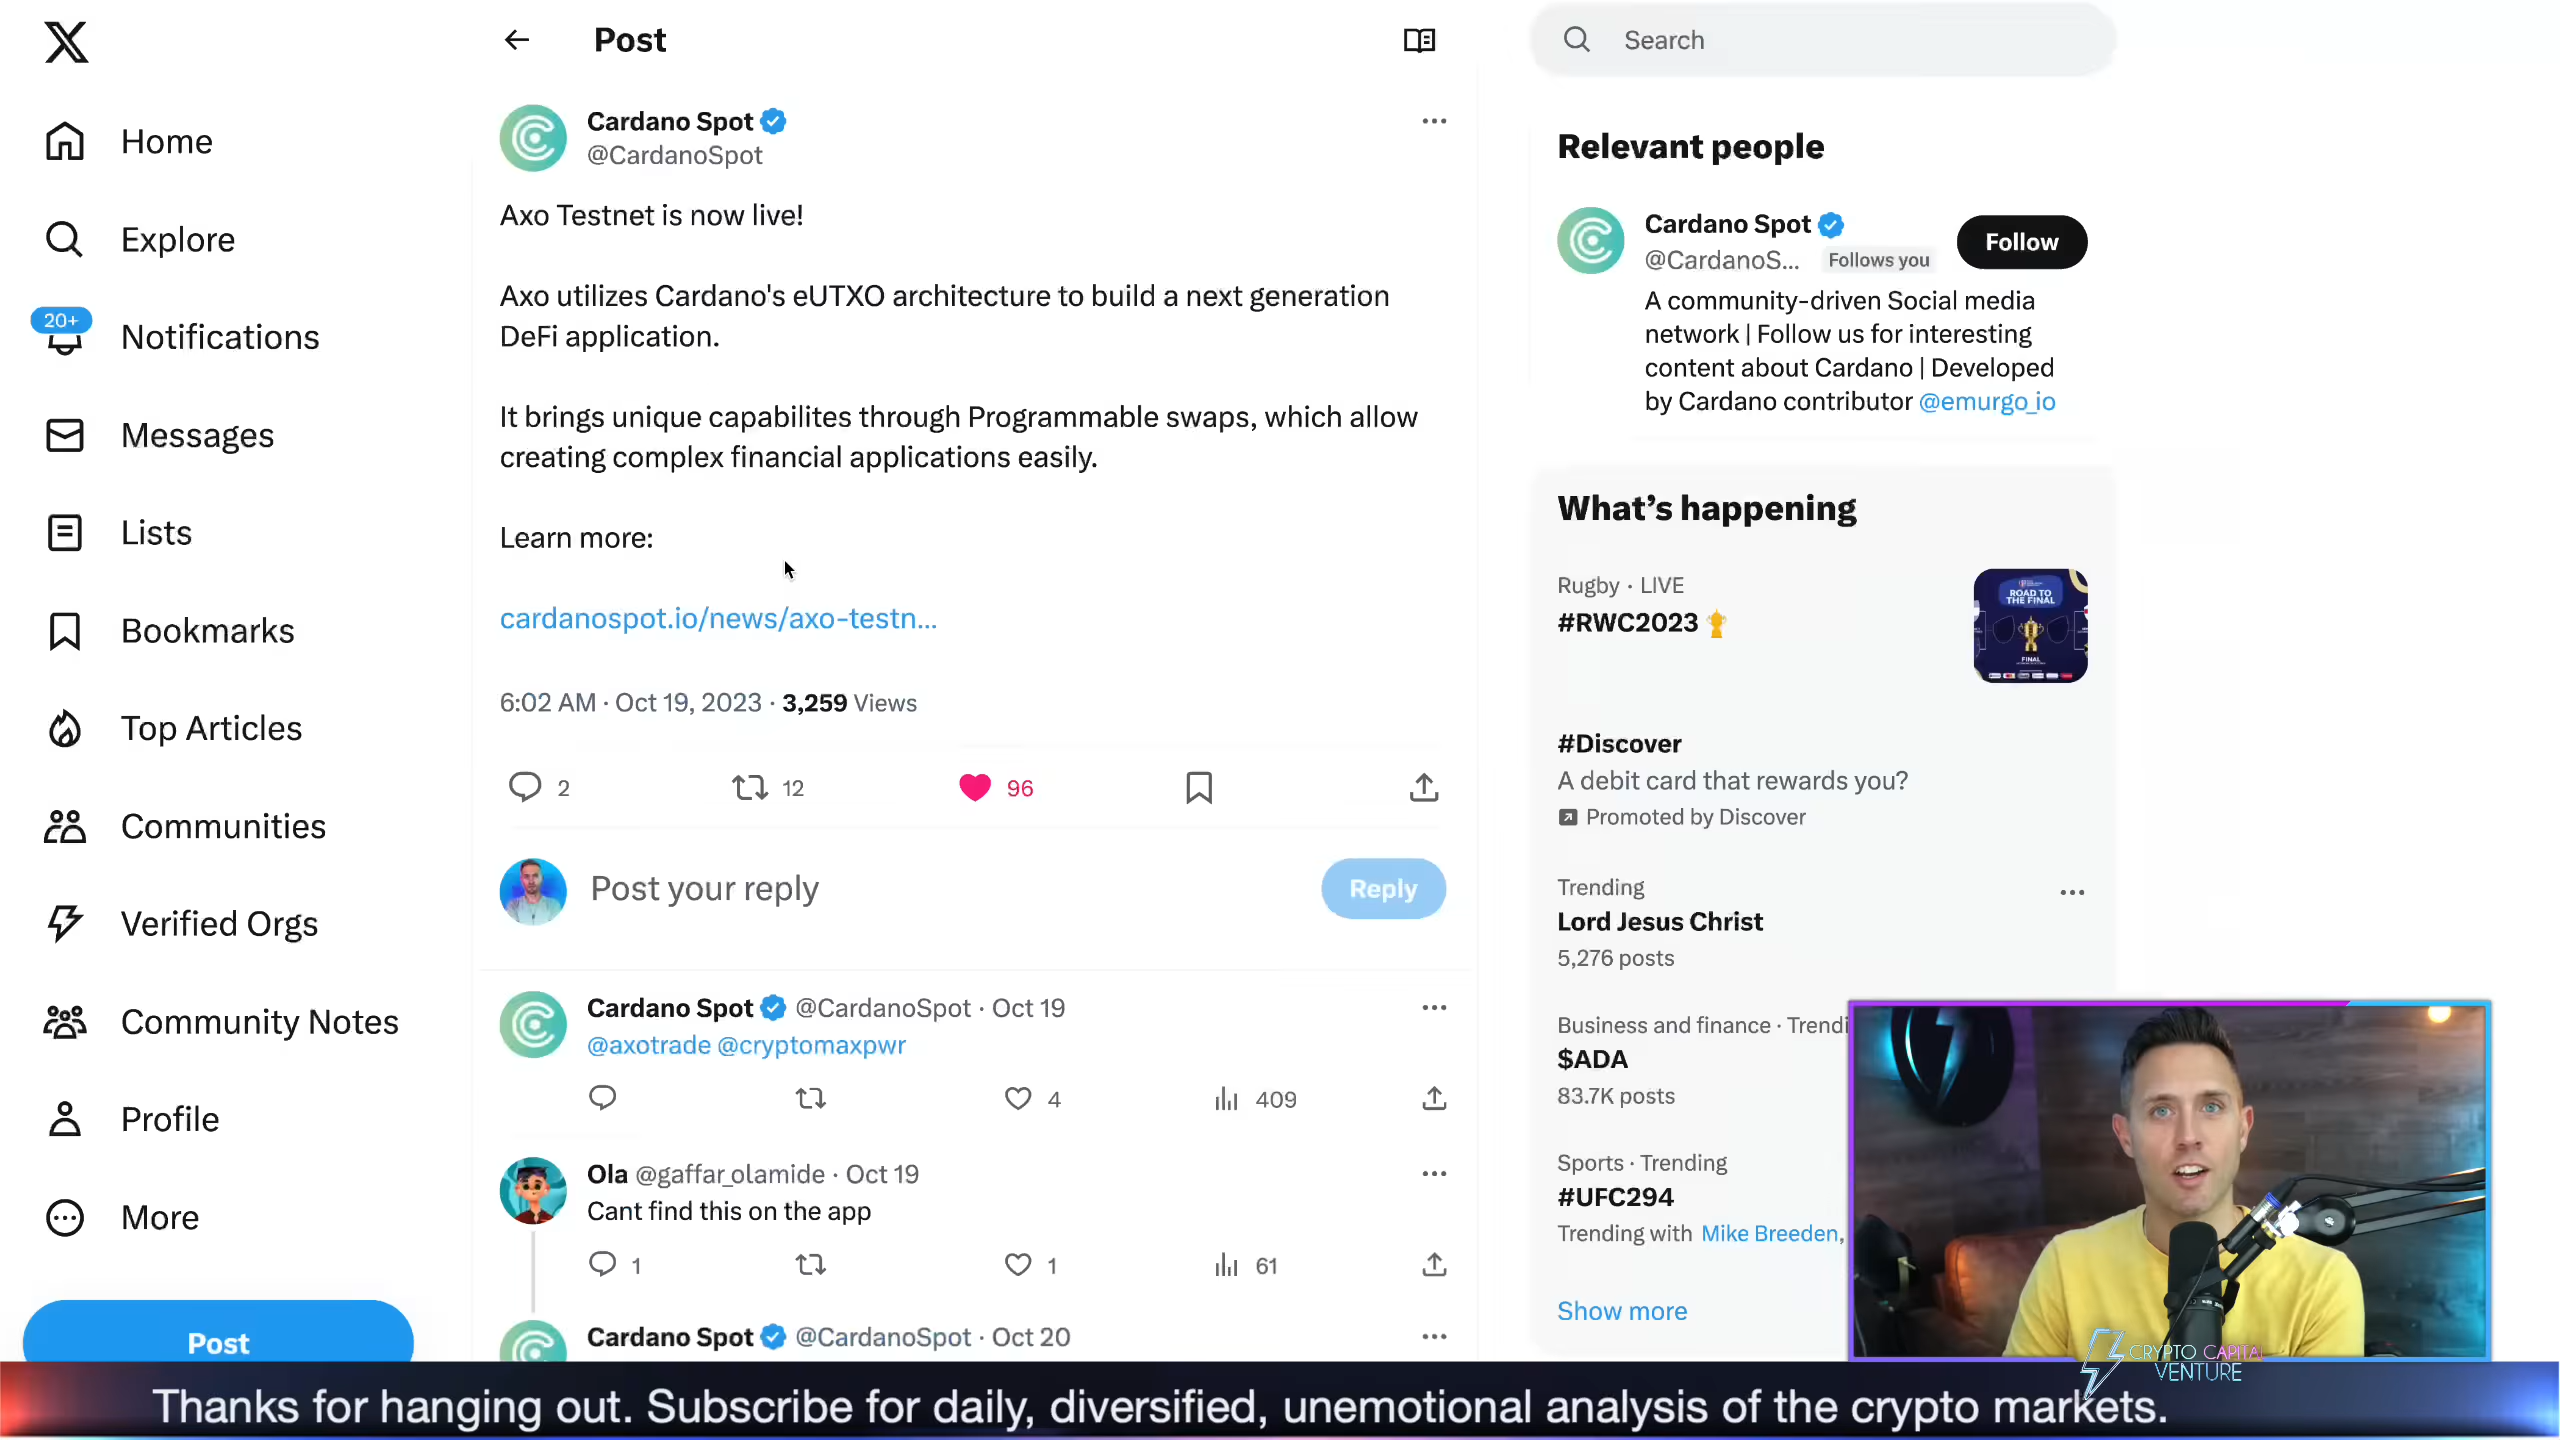 Home
Explore
20+
Notifications
Messages
Lists
Bookmarks
Top Articles
Communities
Verified Orgs
Community Notes
Profile
More
Post
Post
Cardano Spot
@CardanoSpot
Axo Testnet is now live!
Axo utilizes Cardano's eUTXO architecture to build a next generation
DeFi application.
It brings unique capabilites through Programmable swaps, which allow
creating complex financial applications easily.
Learn more:
cardanospot.io/news/axo-testn...
6:02 AM · Oct 19, 2023 · 3,259 Views
2 12 96
Post your reply
Reply
Cardano Spot @CardanoSpot · Oct 19
@axotrade @cryptomaxpwr
4 409
Ola @gaffar_olamide · Oct 19
Cant find this on the app
1 1 61
Cardano Spot @CardanoSpot · Oct 20
Search
Relevant people
Cardano Spot
@CardanoS... Follows you
Follow
A community-driven Social media
network | Follow us for interesting
content about Cardano | Developed
by Cardano contributor @emurgo_io
What's happening
Rugby · LIVE
#RWC2023
ROAD TO
THE FINAL
FINAL
#Discover
A debit card that rewards you?
Promoted by Discover
Trending
Lord Jesus Christ
5,276 posts
Business and finance · Trendi
$ADA
83.7K posts
Sports · Trending
#UFC294
Trending with Mike Breeden,
Show more
CRYPTO CAPITAL
VENTURE
Thanks for hanging out. Subscribe for daily, diversified, unemotional analysis of the crypto markets.